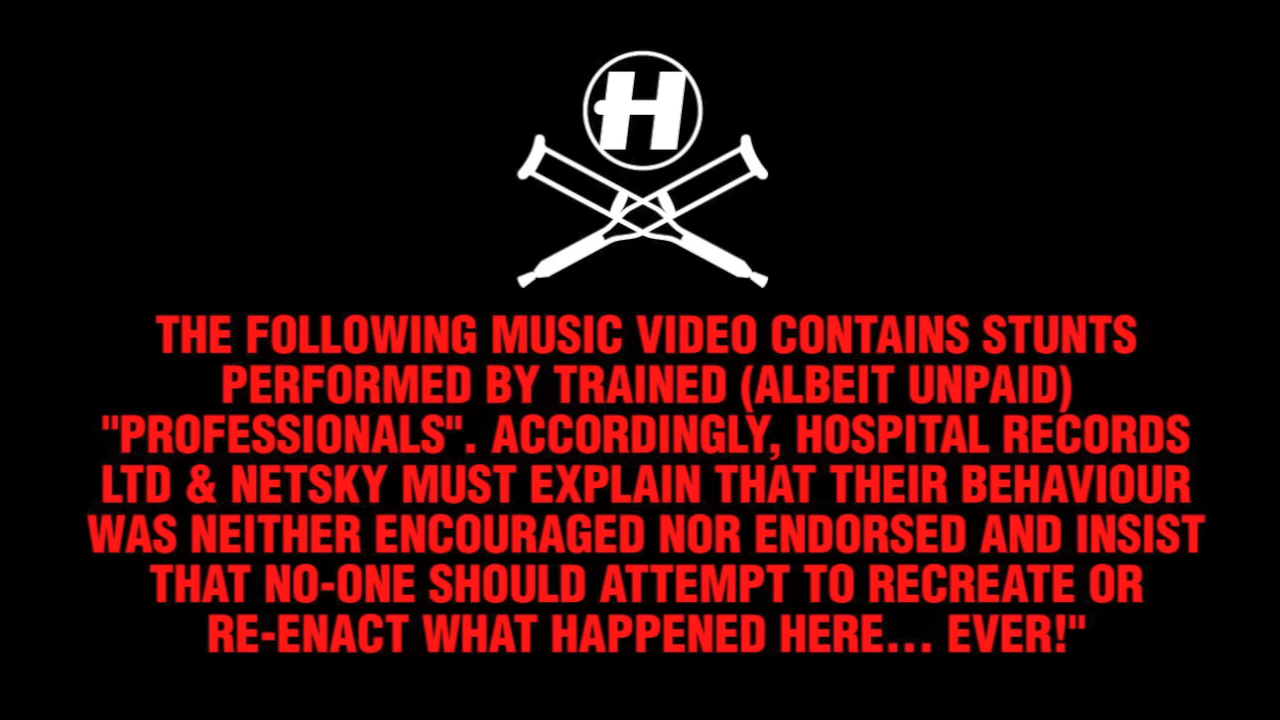 H
THE FOLLOWING MUSIC VIDEO CONTAINS STUNTS
PERFORMED BY TRAINED (ALBEIT UNPAID)
"PROFESSIONALS". ACCORDINGLY, HOSPITAL RECORDS
LTD & NETSKY MUST EXPLAIN THAT THEIR BEHAVIOUR
WAS NEITHER ENCOURAGED NOR ENDORSED AND INSIST
THAT NO-ONE SHOULD ATTEMPT TO RECREATE OR
RE-ENACT WHAT HAPPENED HERE... EVER!"